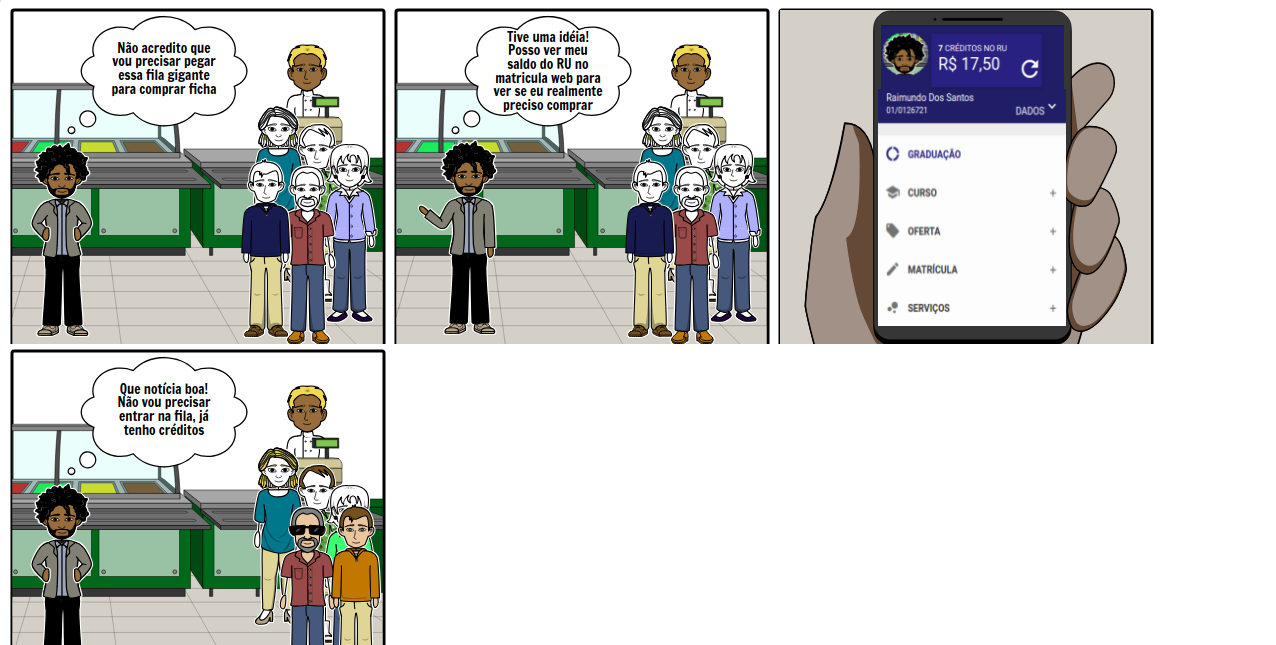 Não acredito que
vou precisar pegar
essa fila gigante
para comprar ficha
Tive uma idéia!
Posso ver meu
saldo do RU no
matricula web para
ver se eu realmente
preciso comprar
7 CRÉDITOS NO RU
R$ 17,50
Raimundo Dos Santos
01/0126721
DADOS
GRADUAÇÃO
CURSO +
OFERTA +
MATRÍCULA +
SERVIÇOS +
Que notícia boa!
Não vou precisar
entrar na fila, já
tenho créditos